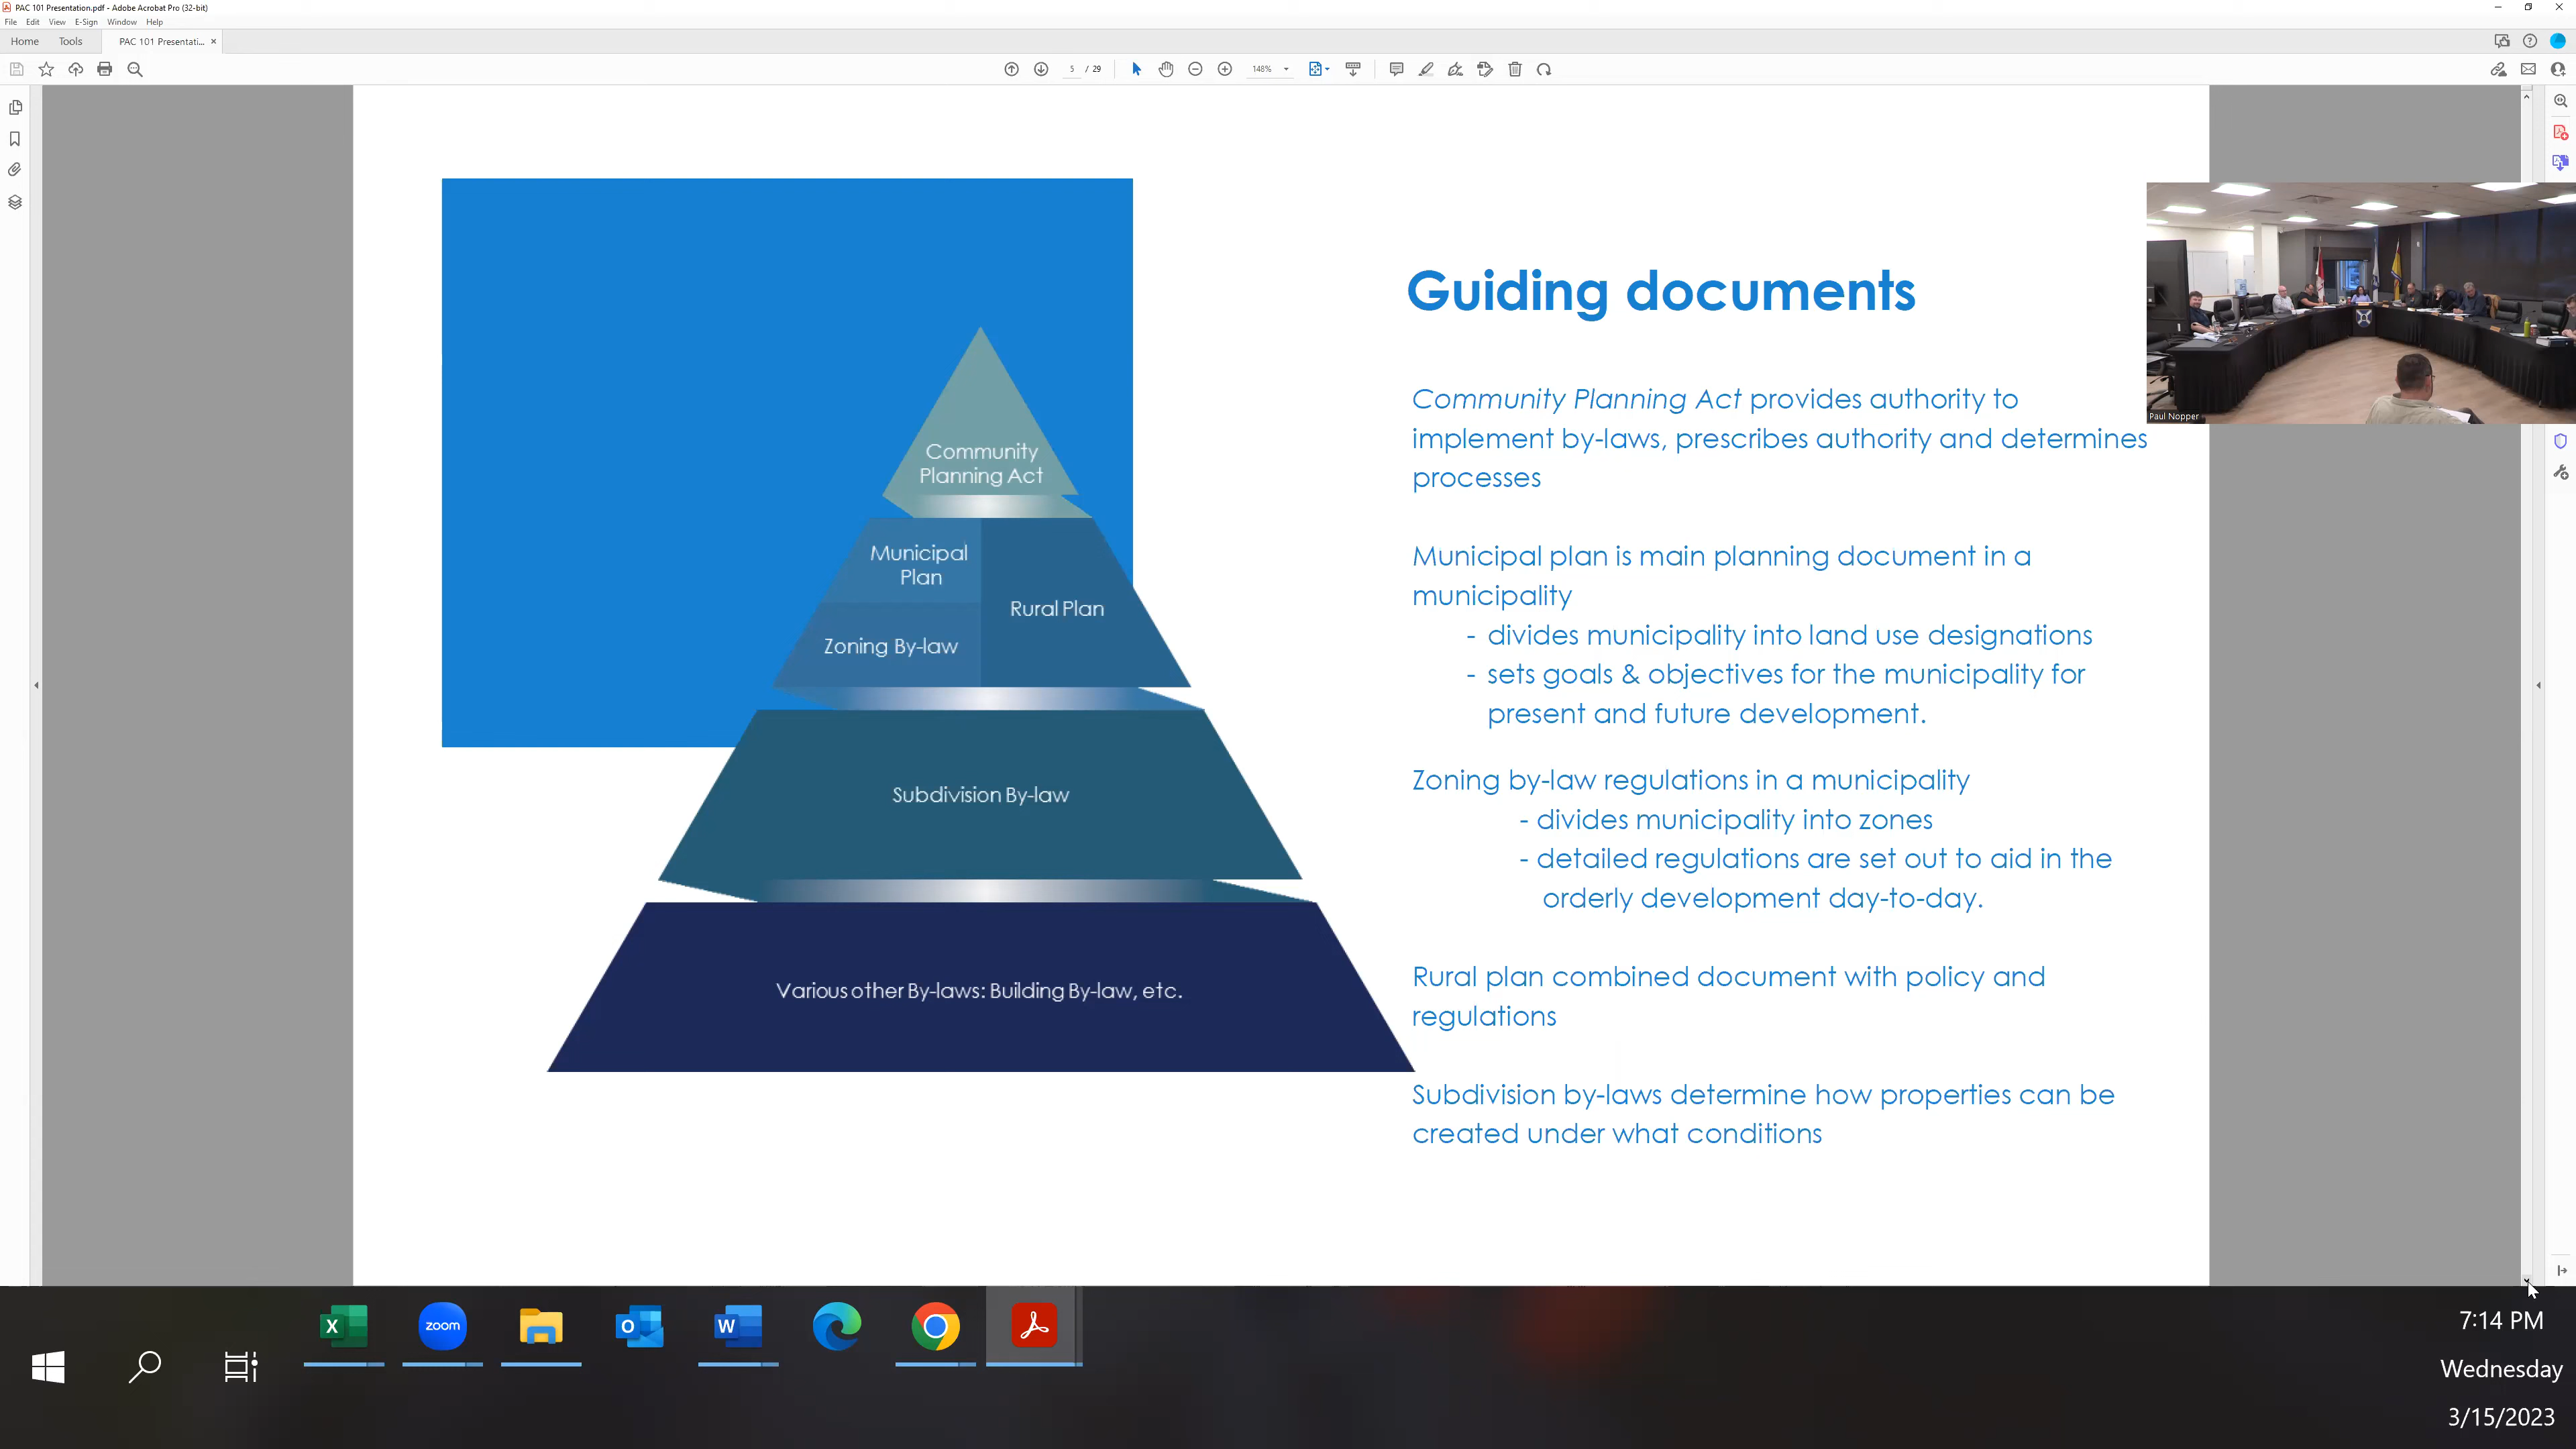 PAC 101 Presentation.pdf - Adobe Acrobat Pro (32-bit)
File Edit View E-Sign Window Help
Home Tools PAC 101 Presentati... ×
5 / 29 148%
Community
Planning Act
Municipal
Plan
Rural Plan
Zoning By-law
Subdivision By-law
Various other By-laws: Building By-law, etc.
Guiding documents
Community Planning Act provides authority to
implement by-laws, prescribes authority and determines
processes
Municipal plan is main planning document in a
municipality
- divides municipality into land use designations
- sets goals & objectives for the municipality for
present and future development.
Zoning by-law regulations in a municipality
- divides municipality into zones
- detailed regulations are set out to aid in the
orderly development day-to-day.
Rural plan combined document with policy and
regulations
Subdivision by-laws determine how properties can be
created under what conditions
Paul Nopper
X zoom O W
7:14 PM
Wednesday
3/15/2023